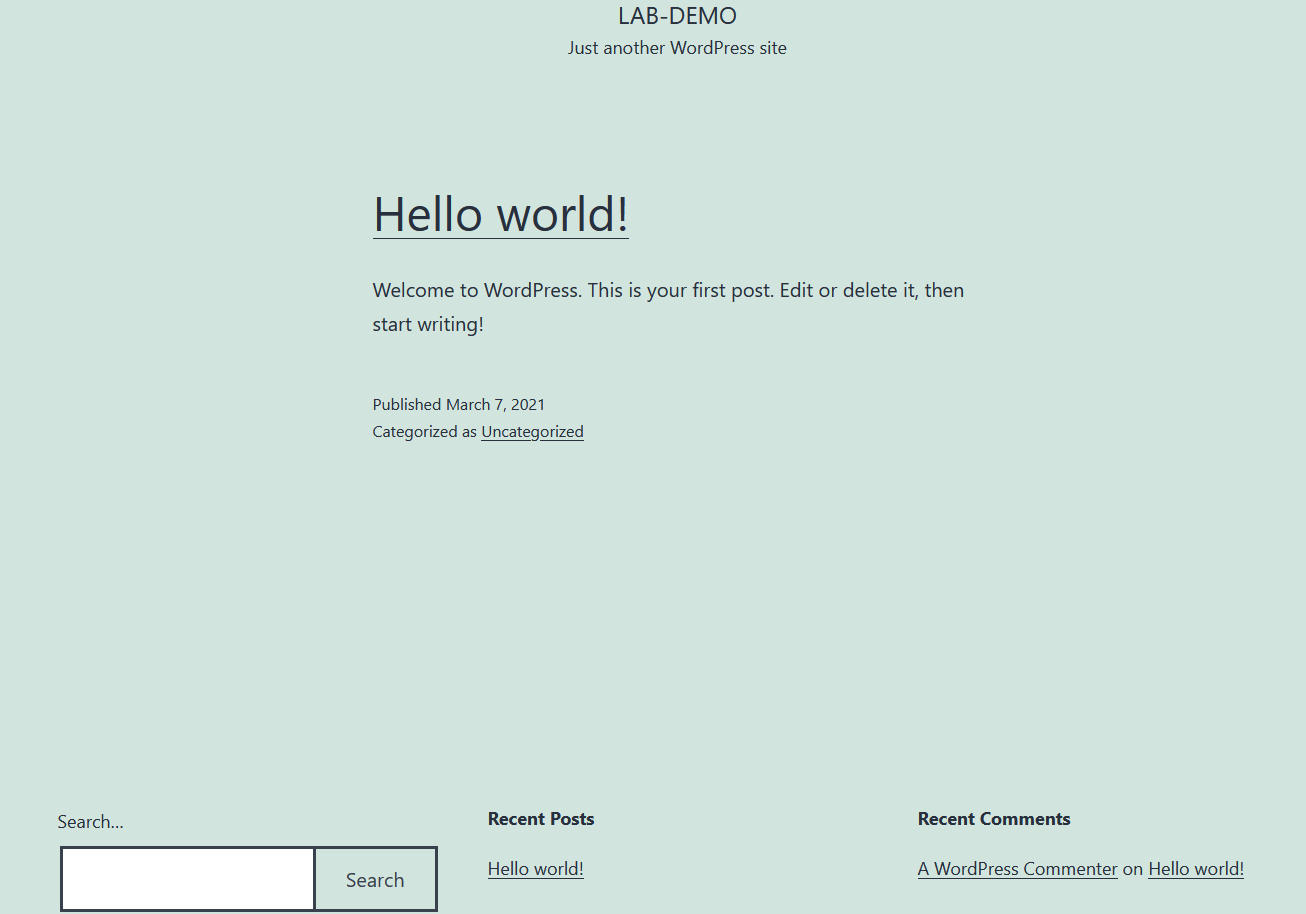 LAB-DEMO
Just another WordPress site
Hello world!
Welcome to WordPress. This is your first post. Edit or delete it, then
start writing!
Published March 7, 2021
Categorized as Uncategorized
Search…
Search
Recent Posts
Hello world!
Recent Comments
A WordPress Commenter on Hello world!